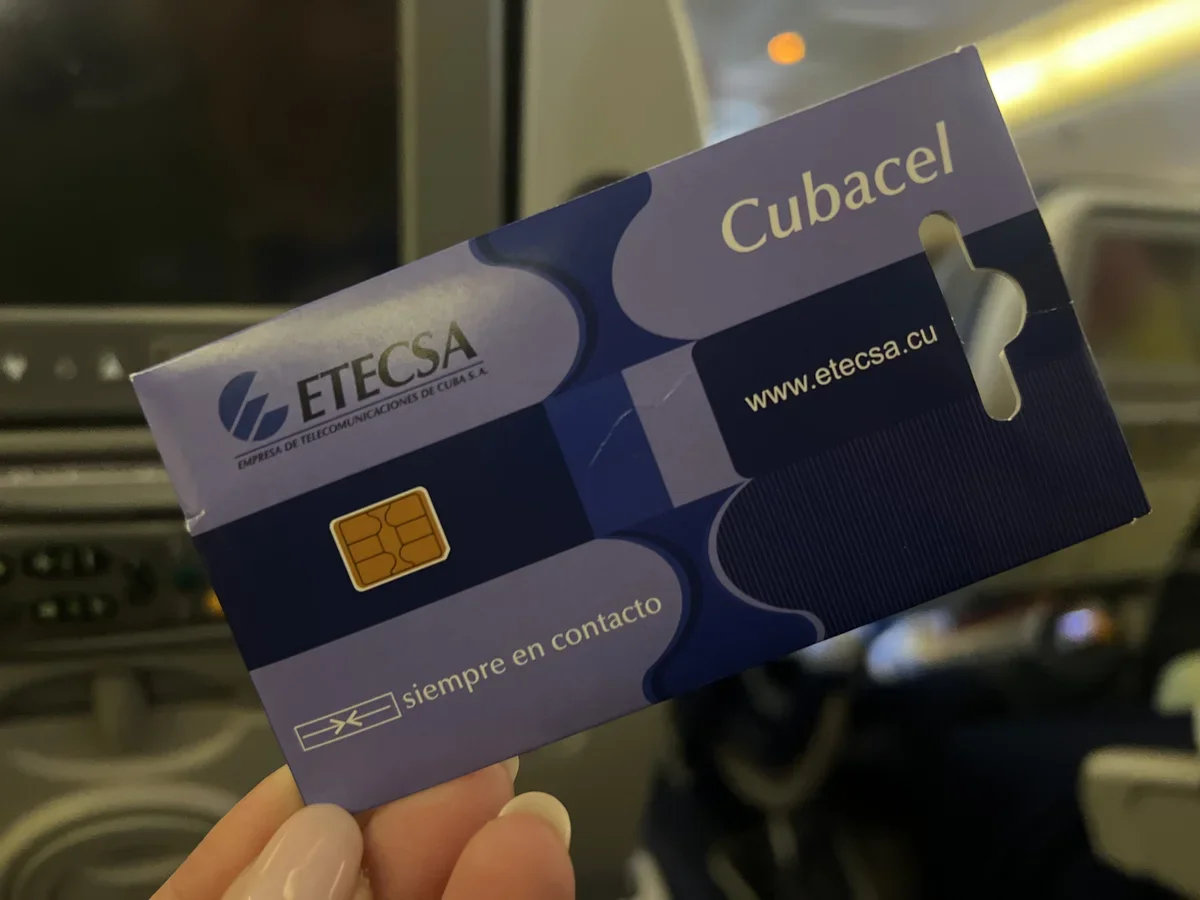 Cubacel
ETECSA
EMPRESA DE TELECOMUNICACIONES DE CUBA S.A.
www.etecsa.cu
siempre en contacto